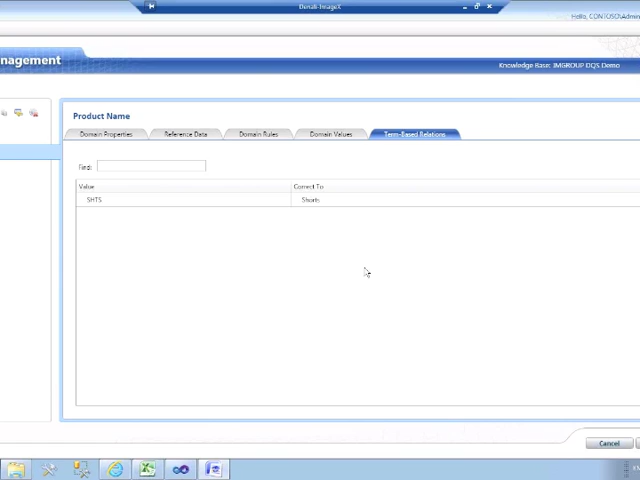 Denali-ImageX
Hello, CONTOSO\Admin
nagement
Knowledge Base: IMGROUP DQS Demo
Product Name
Domain Properties
Reference Data
Domain Rules
Domain Values
Term-Based Relations
Find:
Value
Correct To
SHTS
Shorts
Cancel